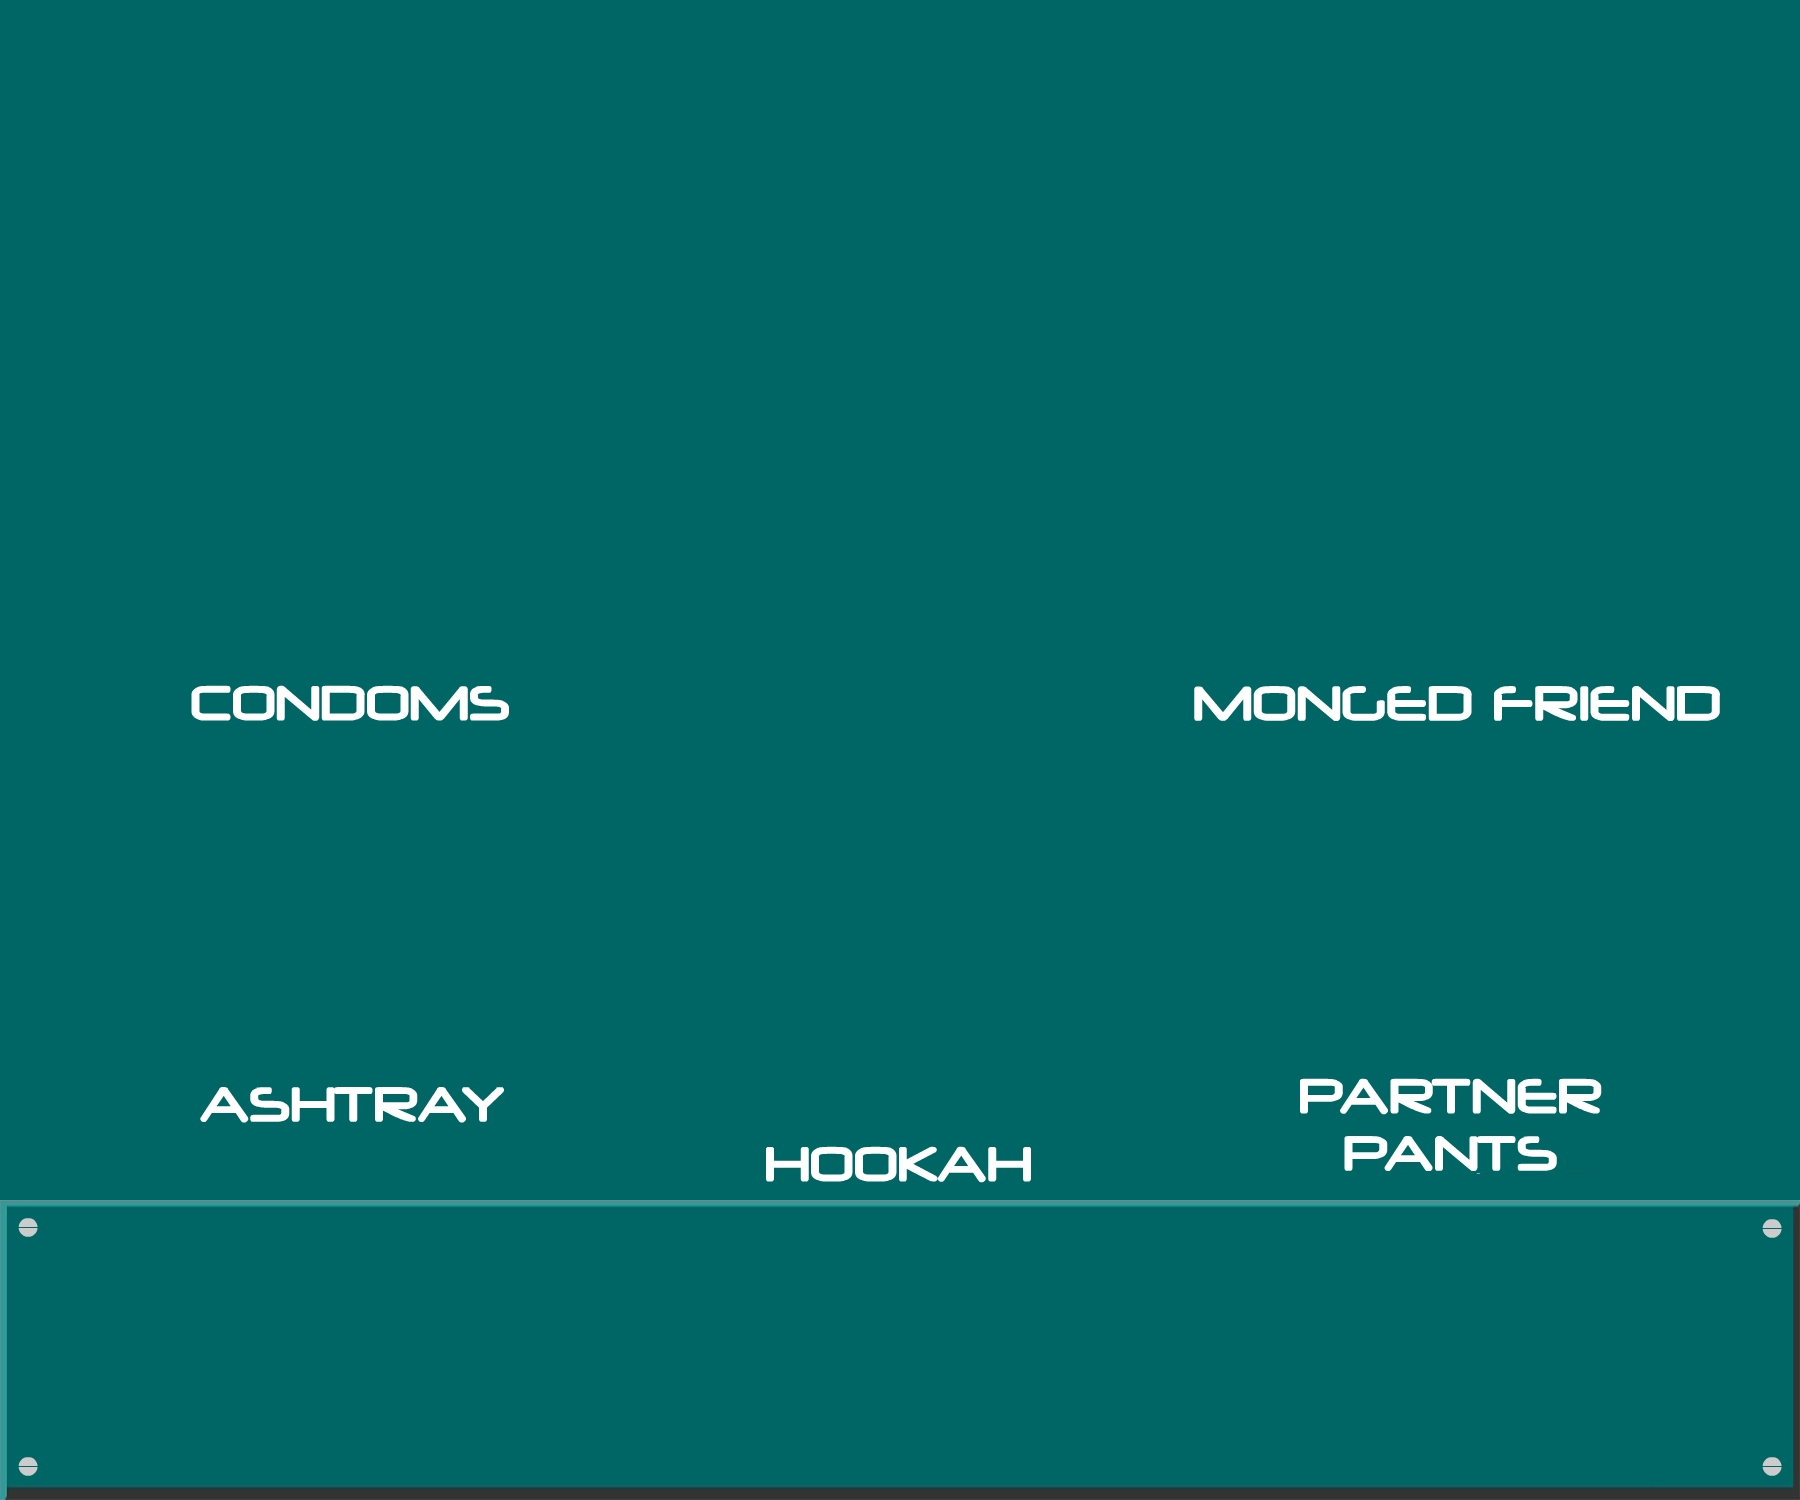 CONDOMS
MONGED FRIEND
ASHTRAY
HOOKAH
PARTNER
PANTS